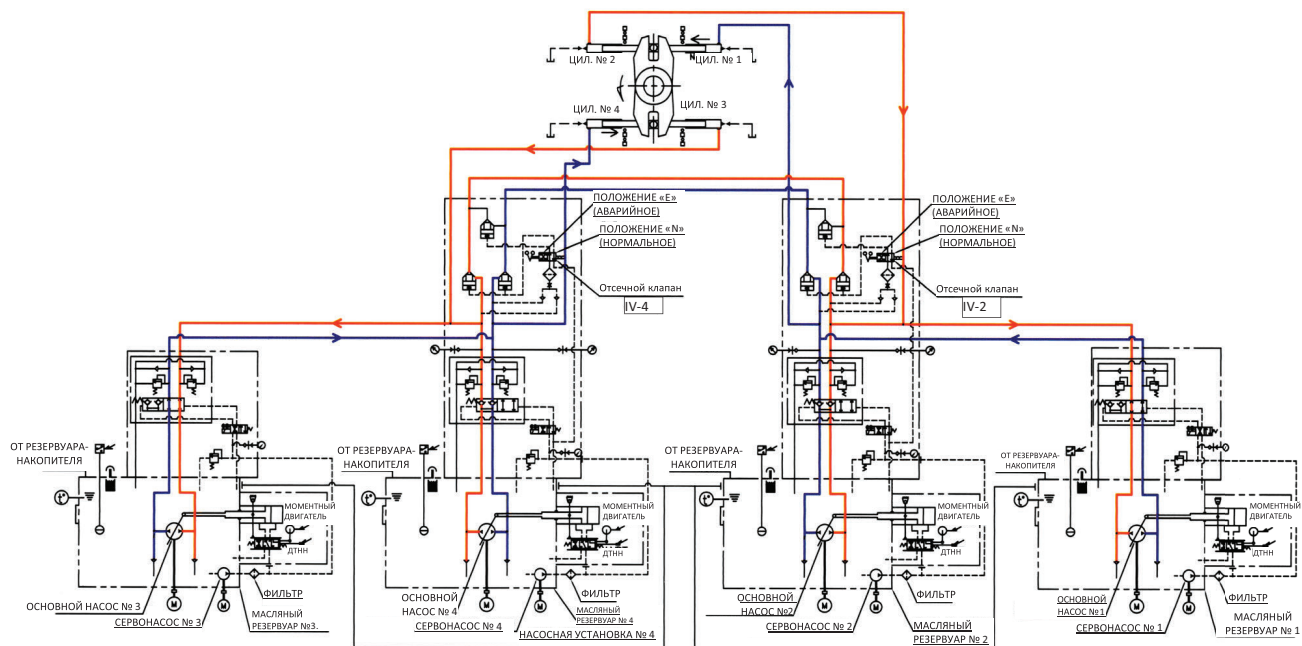 ЦИЛ. № 2
ЦИЛ. № 1
N
ЦИЛ. № 4
ЦИЛ. № 3
ПОЛОЖЕНИЕ «E»
(АВАРИЙНОЕ)
ПОЛОЖЕНИЕ «N»
(НОРМАЛЬНОЕ)
Отсечной клапан
IV-4
ПОЛОЖЕНИЕ «E»
(АВАРИЙНОЕ)
ПОЛОЖЕНИЕ «N»
(НОРМАЛЬНОЕ)
Отсечной клапан
IV-2
ОТ РЕЗЕРВУАРА-
НАКОПИТЕЛЯ
МОМЕНТНЫЙ
ДВИГАТЕЛЬ
ДТНН
M
M
ФИЛЬТР
ОСНОВНОЙ НАСОС № 3
СЕРВОНАСОС № 3
МАСЛЯНЫЙ
РЕЗЕРВУАР №3.
ОТ РЕЗЕРВУАРА-
НАКОПИТЕЛЯ
МОМЕНТНЫЙ
ДВИГАТЕЛЬ
ДТНН
M
M
ФИЛЬТР
ОСНОВНОЙ
НАСОС № 4
СЕРВОНАСОС № 4
МАСЛЯНЫЙ
РЕЗЕРВУАР № 4
НАСОСНАЯ УСТАНОВКА № 4
ОТ РЕЗЕРВУАРА-
НАКОПИТЕЛЯ
МОМЕНТНЫЙ
ДВИГАТЕЛЬ
ДТНН
M
M
ФИЛЬТР
ОСНОВНОЙ
НАСОС №2
СЕРВОНАСОС № 2
МАСЛЯНЫЙ
РЕЗЕРВУАР № 2
ОТ РЕЗЕРВУАРА-
НАКОПИТЕЛЯ
МОМЕНТНЫЙ
ДВИГАТЕЛЬ
ДТНН
M
M
ФИЛЬТР
ОСНОВНОЙ
НАСОС №1
СЕРВОНАСОС № 1
МАСЛЯНЫЙ
РЕЗЕРВУАР № 1